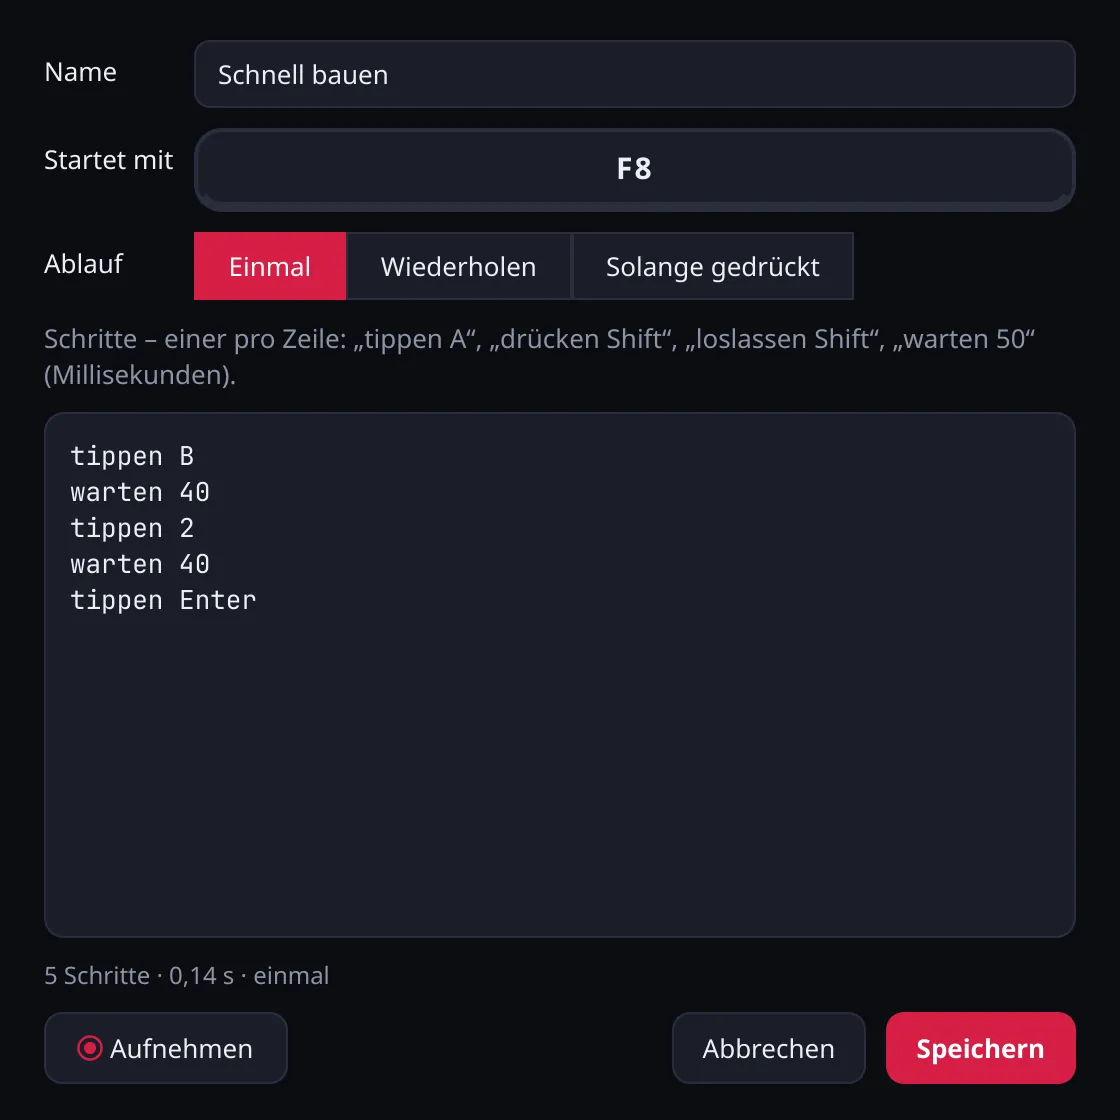 Name
Schnell bauen
Startet mit
F8
Ablauf
Einmal
Wiederholen
Solange gedrückt
Schritte – einer pro Zeile: „tippen A“, „drücken Shift“, „loslassen Shift“, „warten 50“
(Millisekunden).
tippen B
warten 40
tippen 2
warten 40
tippen Enter
5 Schritte · 0,14 s · einmal
Aufnehmen
Abbrechen
Speichern